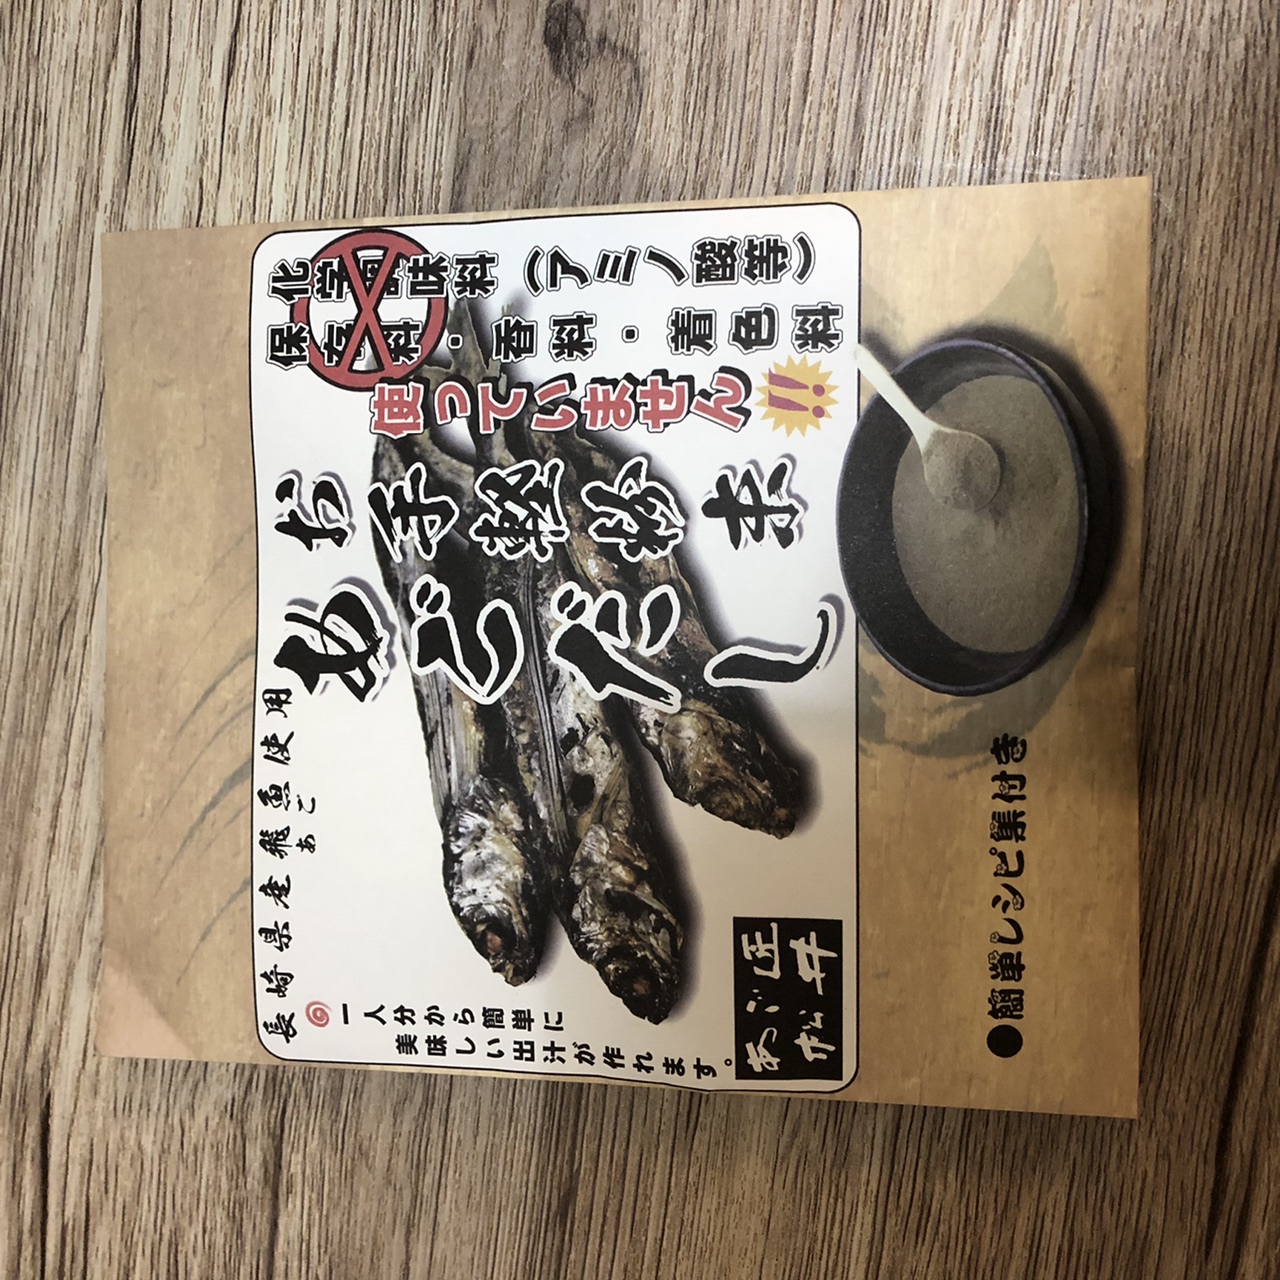 化学調味料(アミノ酸等)
保存料・香料・着色料
使っていません!!
お手軽粉末
あごだし
長崎県産飛魚使用
あご
一人分から簡単に
美味しい出汁が作れます。
あご屋
松井
●簡単レシピ集付き